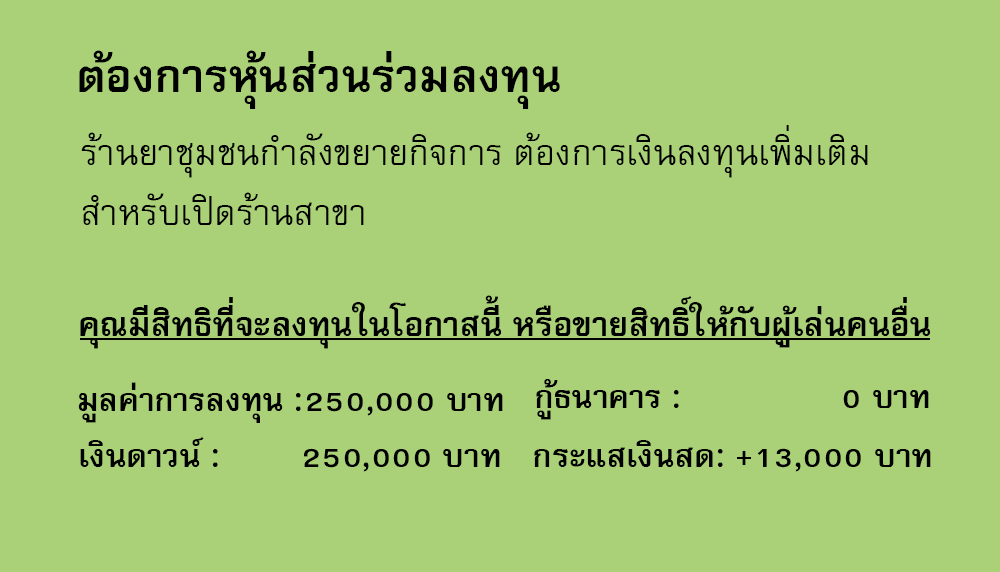 ต้องการหุ้นส่วนร่วมลงทุน
ร้านยาชุมชนกำลังขยายกิจการ ต้องการเงินลงทุนเพิ่มเติม
สำหรับเปิดร้านสาขา
คุณมีสิทธิที่จะลงทุนในโอกาสนี้ หรือขายสิทธิ์ให้กับผู้เล่นคนอื่น
มูลค่าการลงทุน :250,000 บาท กู้ธนาคาร : 0 บาท
เงินดาวน์ : 250,000 บาท กระแสเงินสด: +13,000 บาท